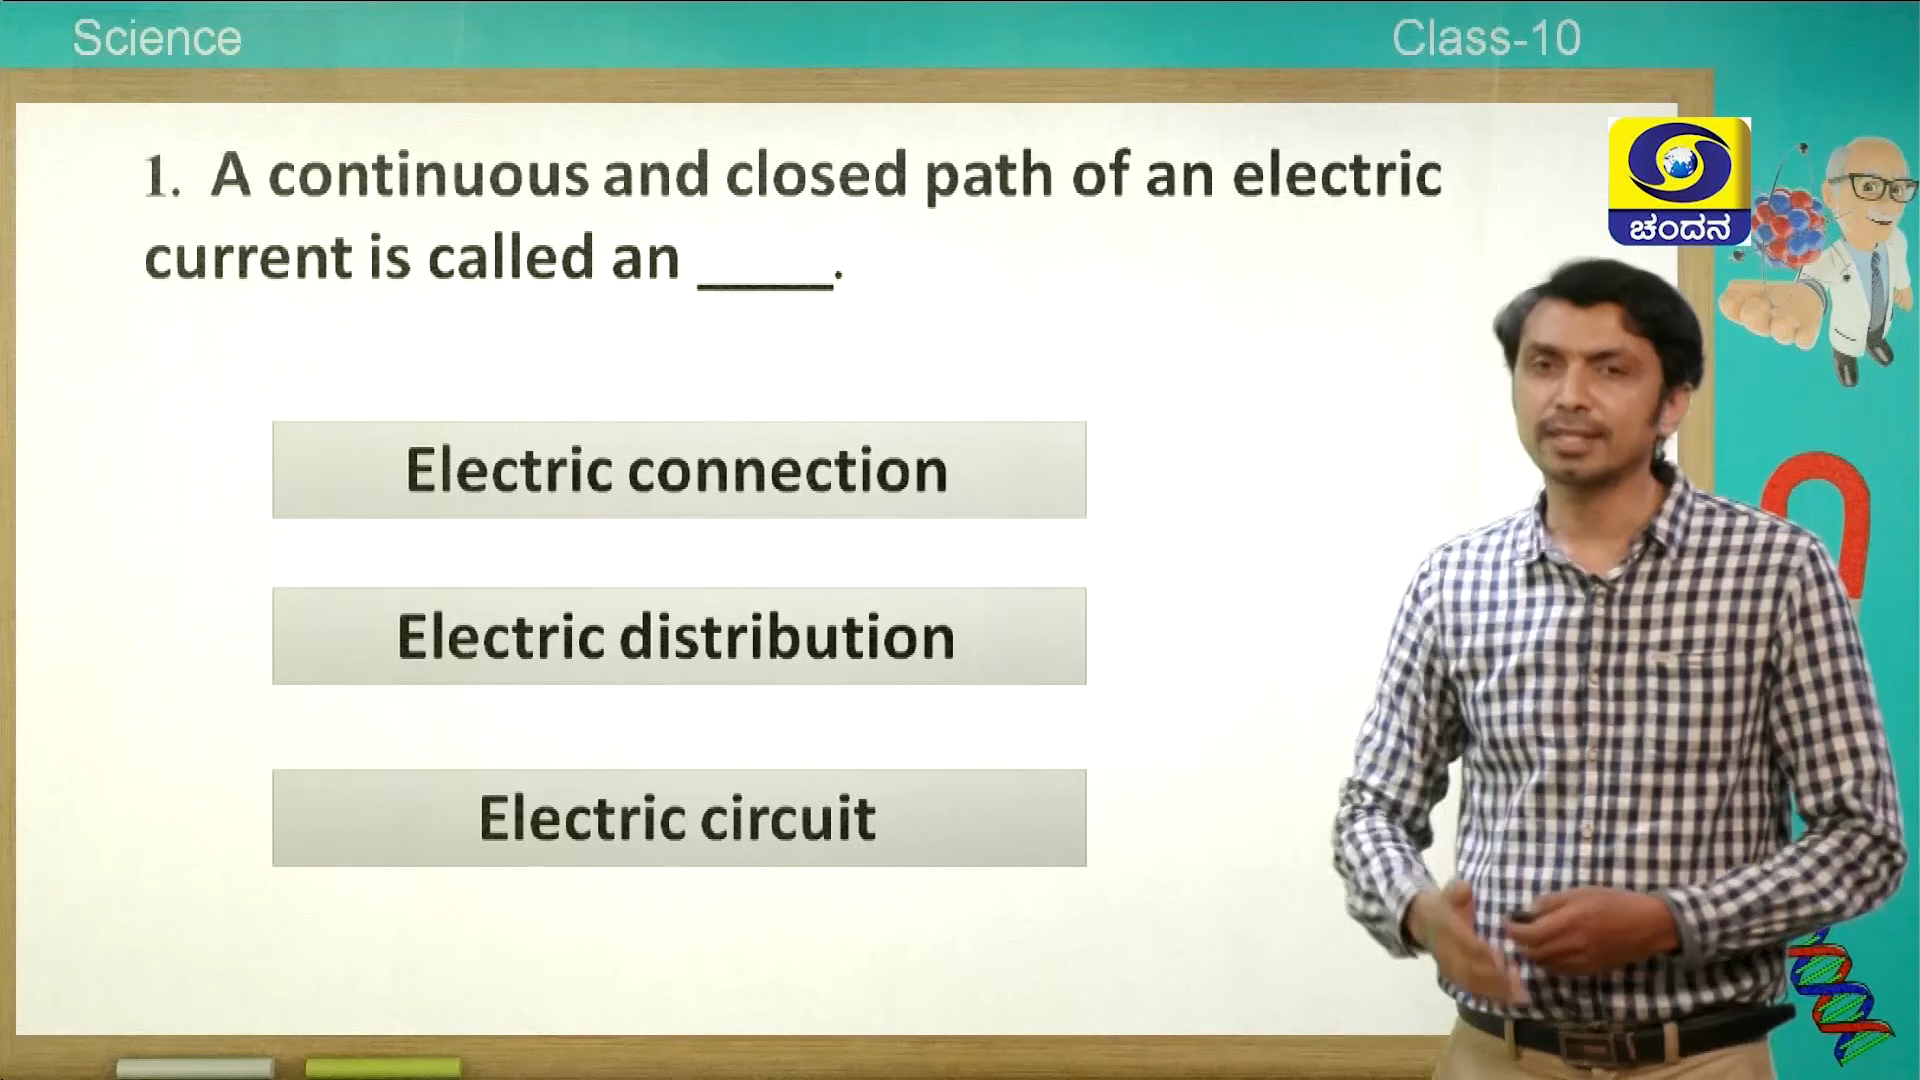 Science
Class-10
1. A continuous and closed path of an electric
current is called an _____.
ಚಂದನ
Electric connection
Electric distribution
Electric circuit